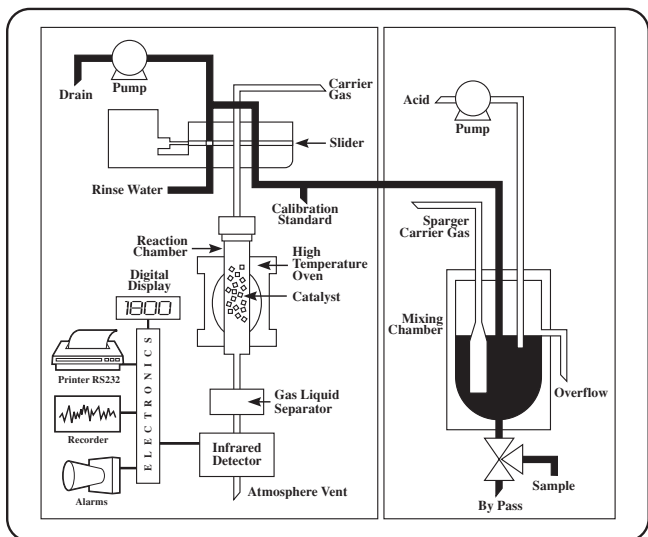 Pump
Drain
Carrier
Gas
Slider
Rinse Water
Calibration
Standard
Reaction
Chamber
High
Temperature
Oven
Catalyst
Digital
Display
1800
Printer RS232
Recorder
Alarms
ELECTRONICS
Gas Liquid
Separator
Infrared
Detector
Atmosphere Vent
Acid
Pump
Sparger
Carrier Gas
Mixing
Chamber
Overflow
Sample
By Pass